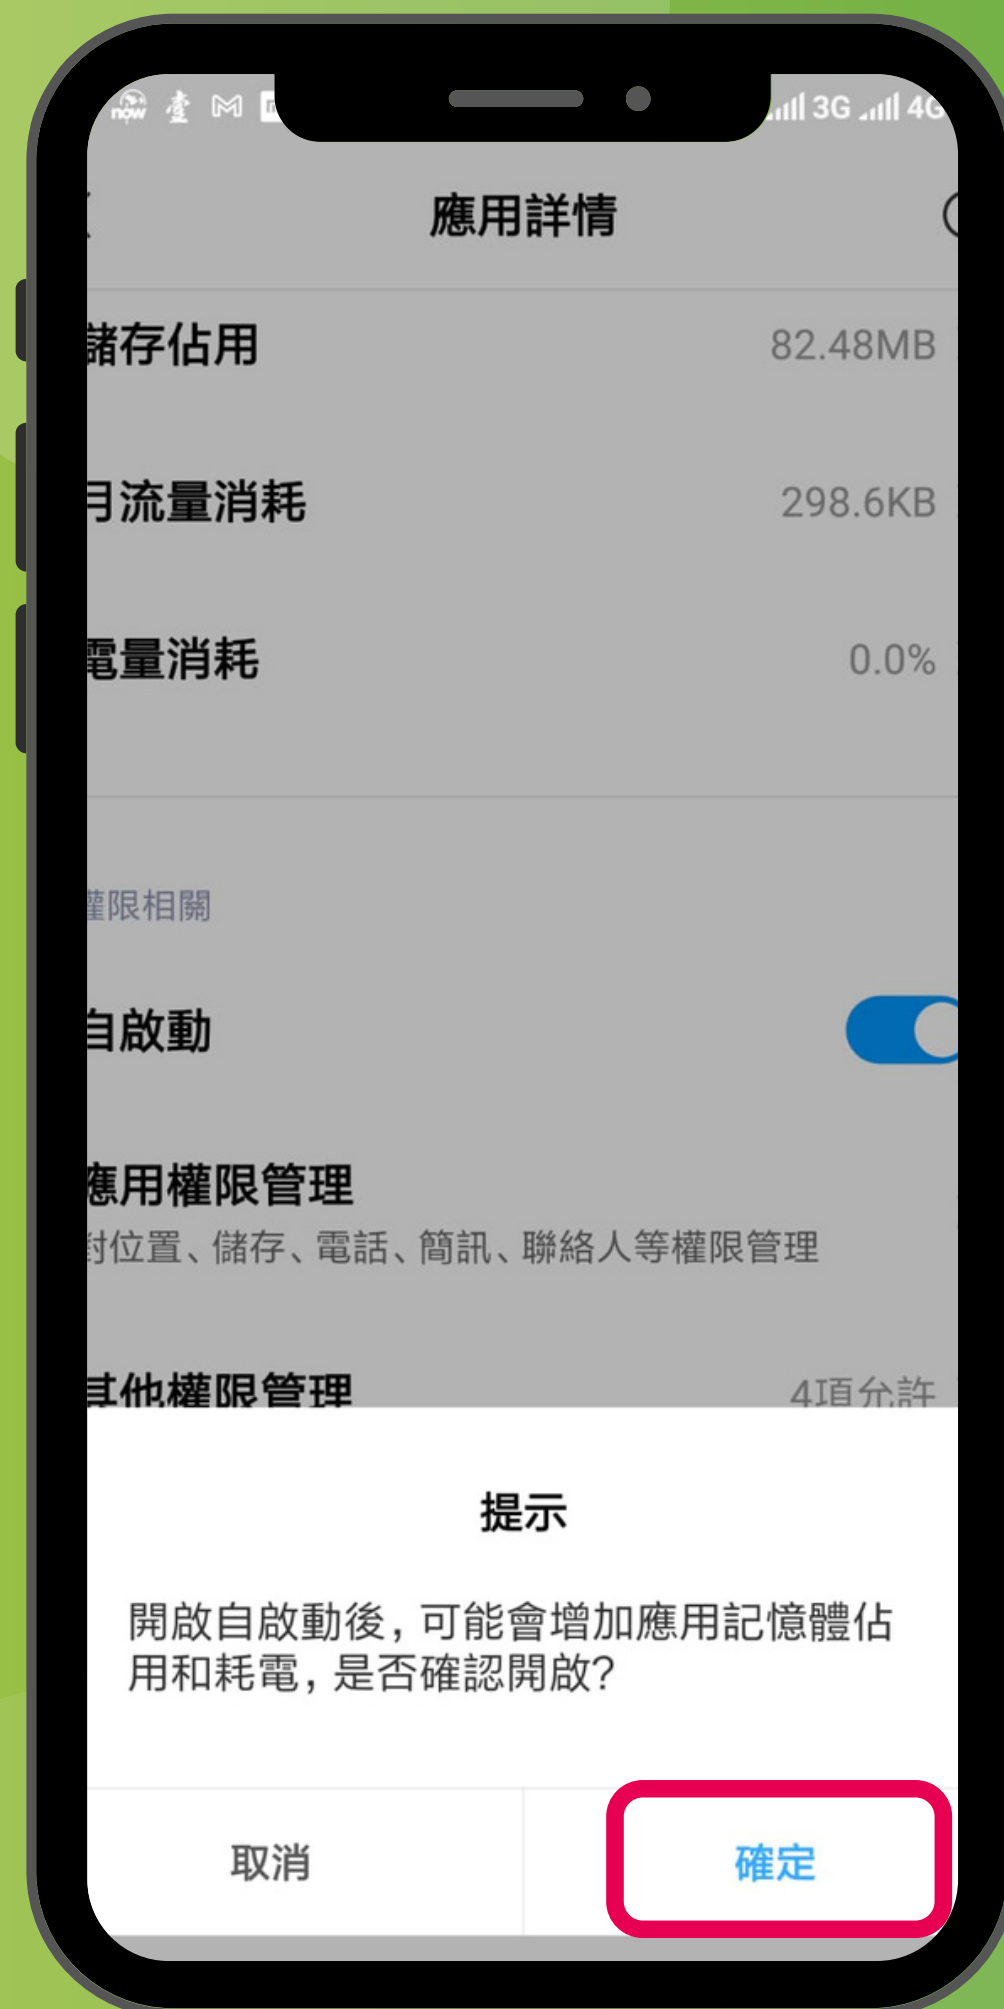 now 臺 M
3G 4G
應用詳情
儲存佔用 82.48MB
月流量消耗 298.6KB
電量消耗 0.0%
權限相關
自啟動
應用權限管理
對位置、儲存、電話、簡訊、聯絡人等權限管理
其他權限管理 4項允許
提示
開啟自啟動後,可能會增加應用記憶體佔
用和耗電,是否確認開啟?
取消 確定